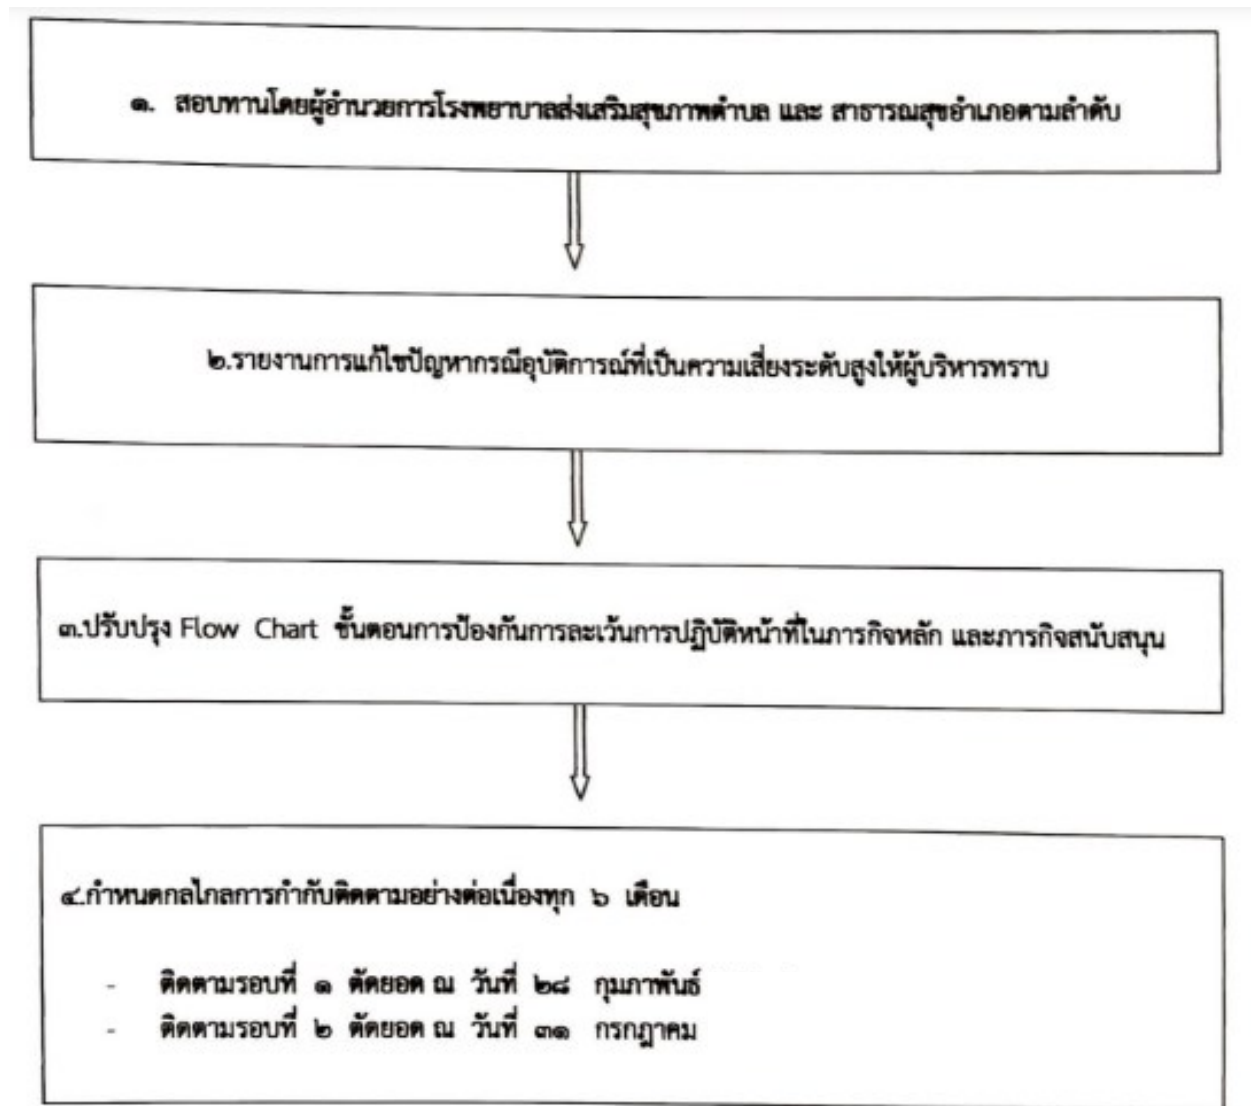 ๑. สอบทานโดยผู้อำนวยการโรงพยาบาลส่งเสริมสุขภาพตำบล และ สาธารณสุขอำเภอตามลำดับ
๒.รายงานการแก้ไขปัญหากรณีอุบัติการณ์ที่เป็นความเสี่ยงระดับสูงให้ผู้บริหารทราบ
๓.ปรับปรุง Flow Chart ขั้นตอนการป้องกันการละเว้นการปฏิบัติหน้าที่ในภารกิจหลัก และภารกิจสนับสนุน
๔.กำหนดกลไกลการกำกับติดตามอย่างต่อเนื่องทุก ๖ เดือน
- ติดตามรอบที่ ๑ ตัดยอด ณ วันที่ ๒๘ กุมภาพันธ์
- ติดตามรอบที่ ๒ ตัดยอด ณ วันที่ ๓๑ กรกฎาคม